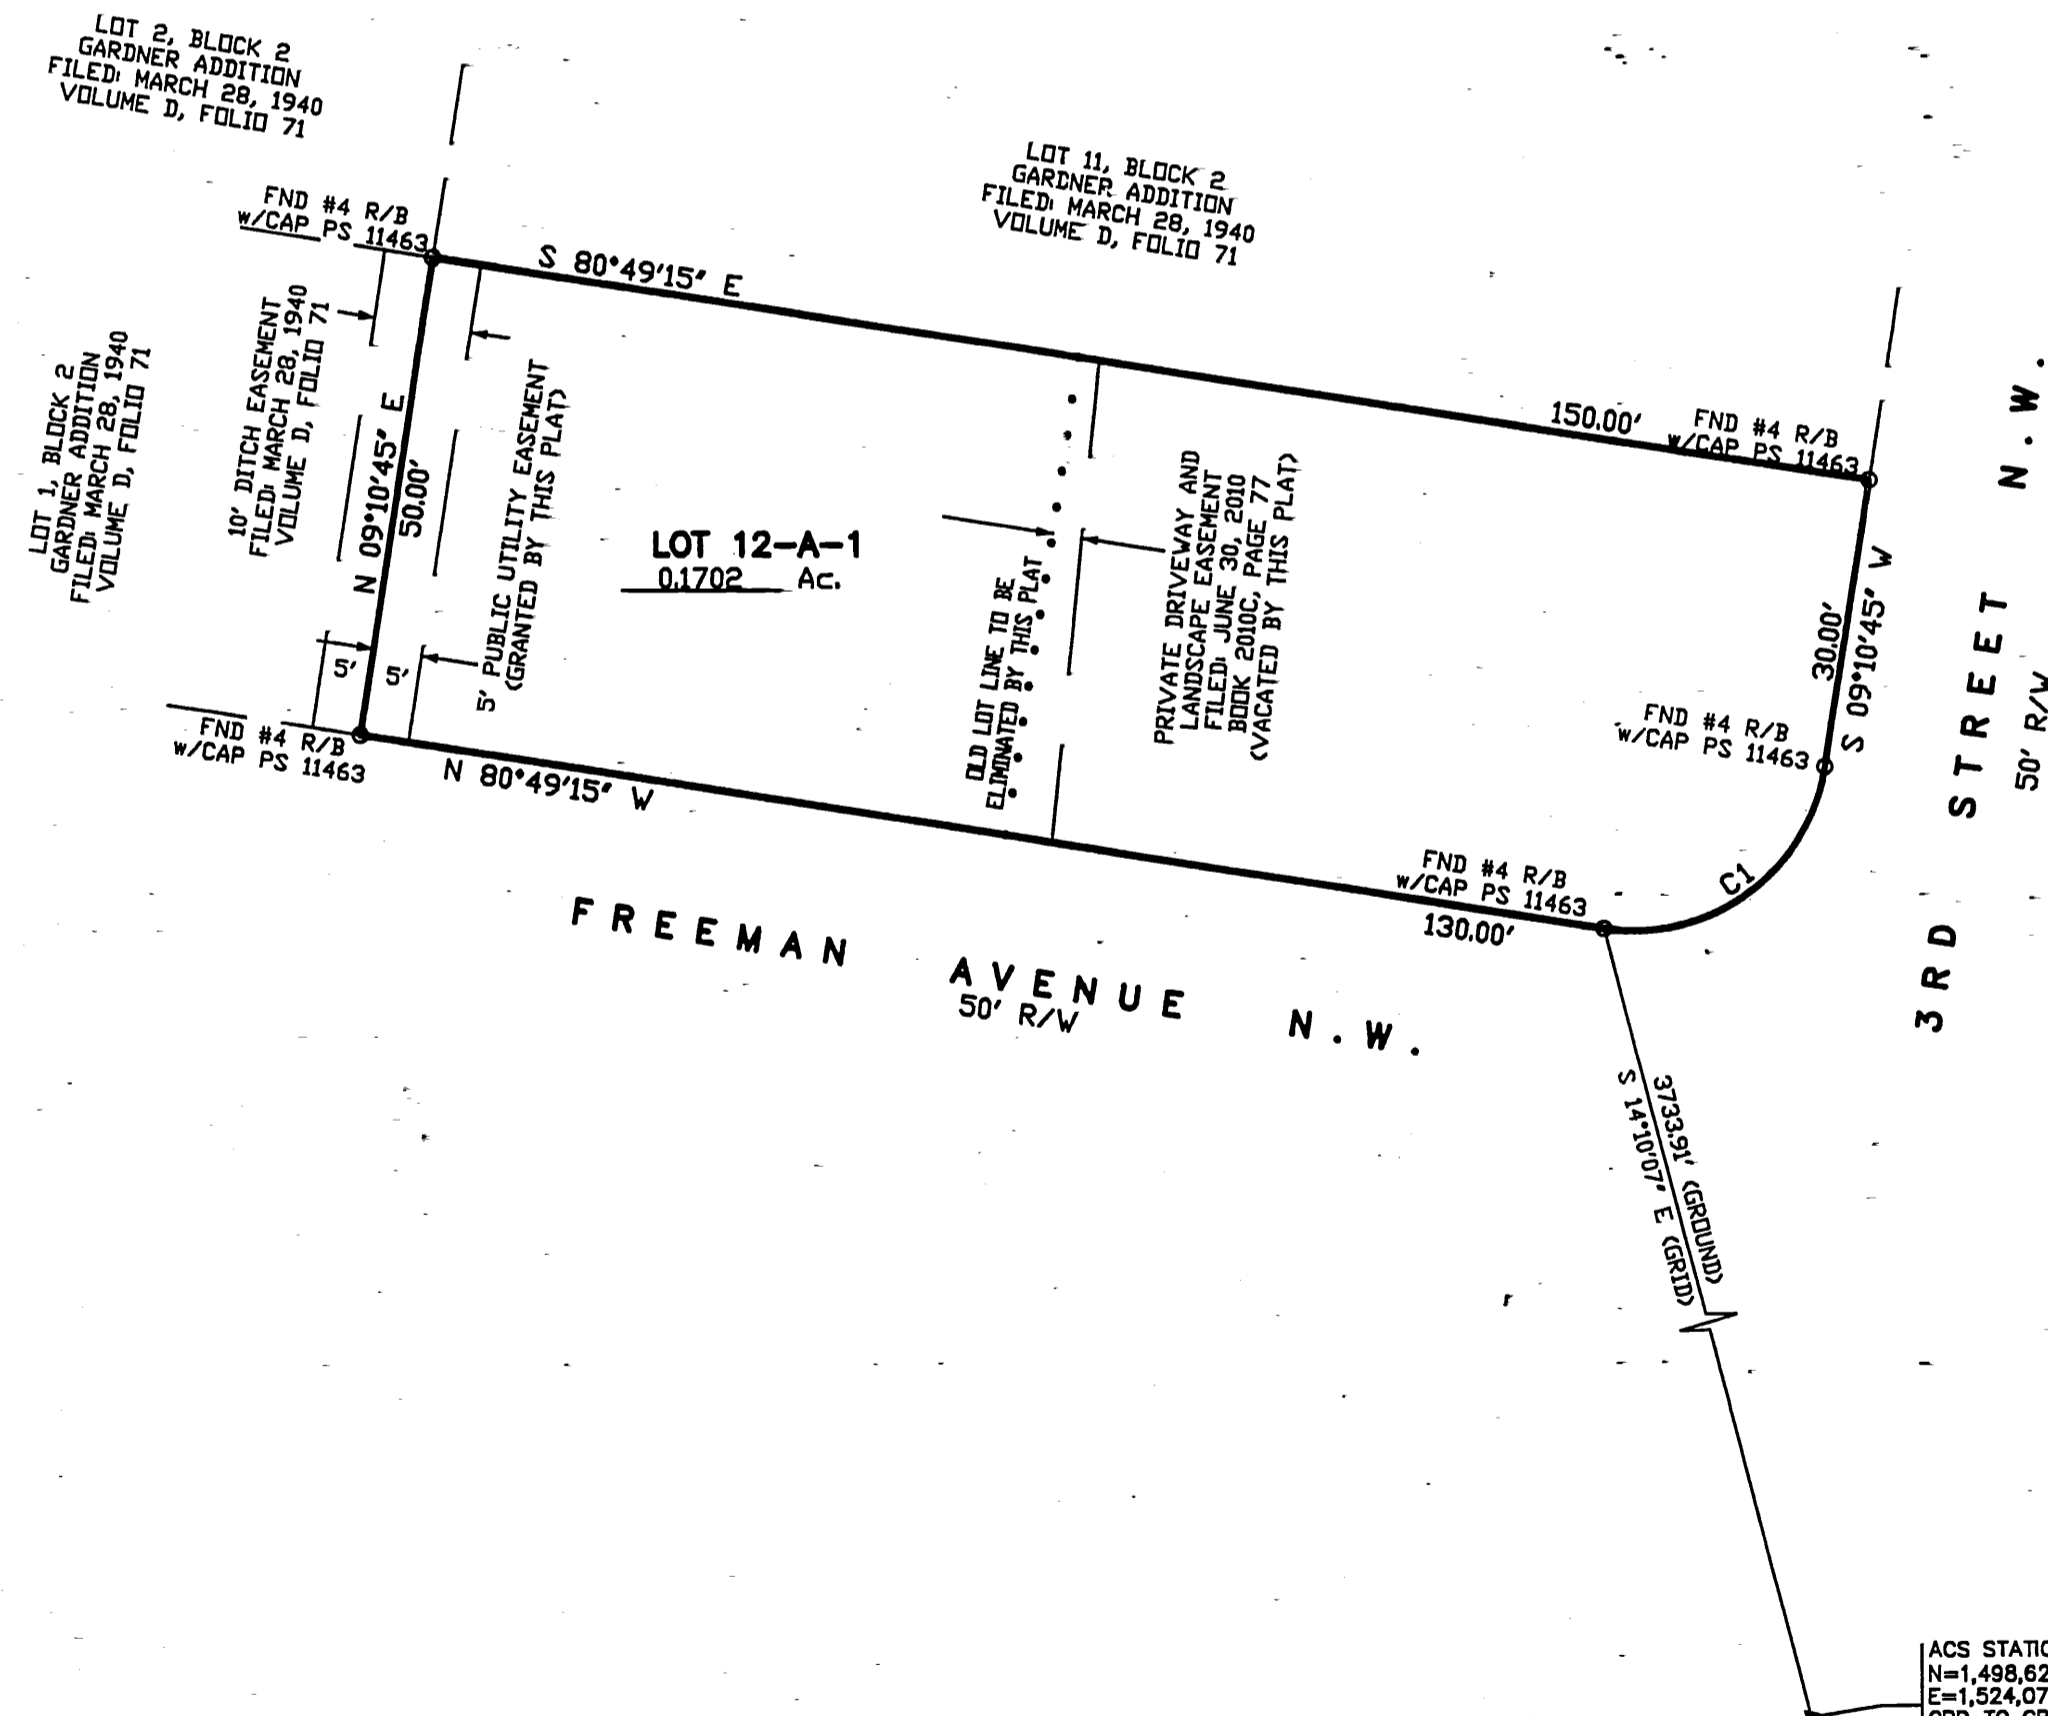 LOT 2, BLOCK 2
GARDNER ADDITION
FILED: MARCH 28, 1940
VOLUME D, FOLIO 71
LOT 11, BLOCK 2
GARDNER ADDITION
FILED: MARCH 28, 1940
VOLUME D, FOLIO 71
FND #4 R/B
w/CAP PS 11463
S 80°49'15" E
150.00'
FND #4 R/B
w/CAP PS 11463
LOT 1, BLOCK 2
GARDNER ADDITION
FILED: MARCH 28, 1940
VOLUME D, FOLIO 71
10' DITCH EASEMENT
FILED: MARCH 28, 1940
VOLUME D, FOLIO 71
N 09°10'45" E
50.00'
5' PUBLIC UTILITY EASEMENT
(GRANTED BY THIS PLAT)
LOT 12-A-1
0.1702 Ac.
OLD LOT LINE TO BE
ELIMINATED BY THIS PLAT
PRIVATE DRIVEWAY AND
LANDSCAPE EASEMENT
FILED: JUNE 30, 2010
BOOK 2010C, PAGE 77
(VACATED BY THIS PLAT)
30.00'
S 09°10'45" W
3RD STREET N.W.
50' R/W
5'
5'
FND #4 R/B
w/CAP PS 11463
FND #4 R/B
w/CAP PS 11463
N 80°49'15" W
FND #4 R/B
w/CAP PS 11463
130.00'
C1
FREEMAN AVENUE N.W.
50' R/W
3733.91' (GROUND)
S 14°10'07" E (GRID)
ACS
N=1,498,62
E=1,524,07